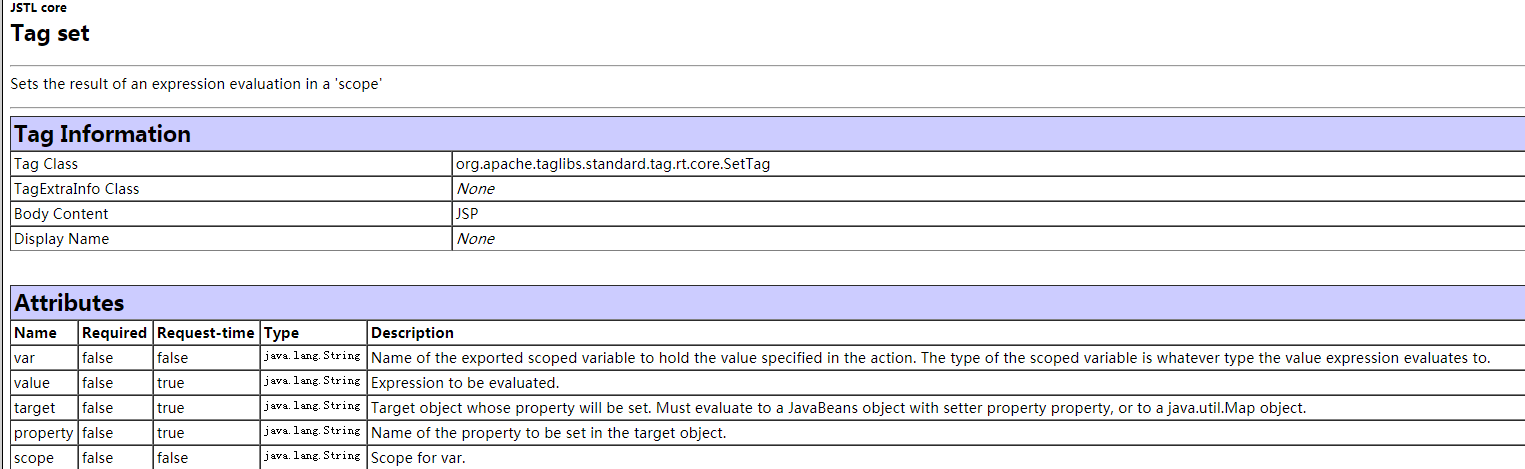 JSTL core
Tag set
Sets the result of an expression evaluation in a 'scope'
Tag Information
Tag Class org.apache.taglibs.standard.tag.rt.core.SetTag
TagExtraInfo Class None
Body Content JSP
Display Name None
Attributes
Name Required Request-time Type Description
var false false java.lang.String Name of the exported scoped variable to hold the value specified in the action. The type of the scoped variable is whatever type the value expression evaluates to.
value false true java.lang.String Expression to be evaluated.
target false true java.lang.String Target object whose property will be set. Must evaluate to a JavaBeans object with setter property property, or to a java.util.Map object.
property false true java.lang.String Name of the property to be set in the target object.
scope false false java.lang.String Scope for var.